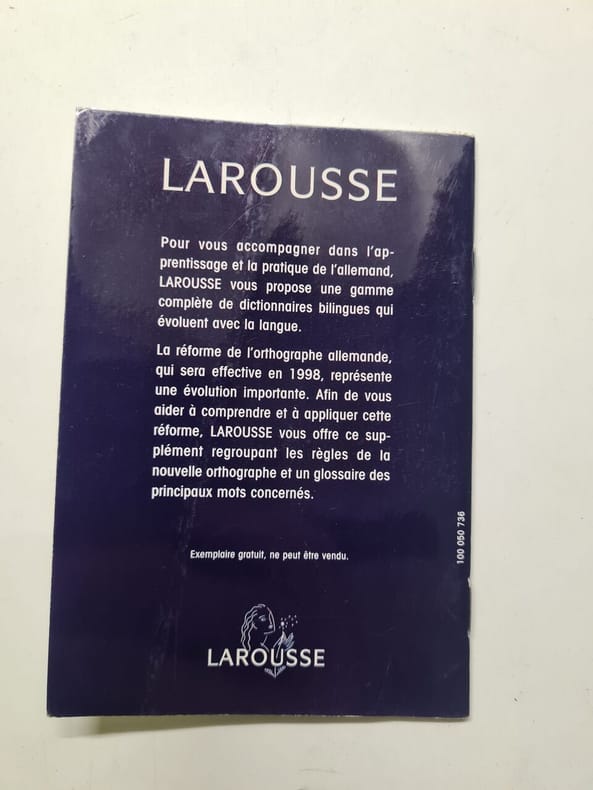 LAROUSSE
Pour vous accompagner dans l'ap-
prentissage et la pratique de l'allemand,
LAROUSSE vous propose une gamme
complète de dictionnaires bilingues qui
évoluent avec la langue.
La réforme de l'orthographe allemande,
qui sera effective en 1998, représente
une évolution importante. Afin de vous
aider à comprendre et à appliquer cette
réforme, LAROUSSE vous offre ce sup-
plément regroupant les règles de la
nouvelle orthographe et un glossaire des
principaux mots concernés.
Exemplaire gratuit, ne peut être vendu.
100 050 736
LAROUSSE